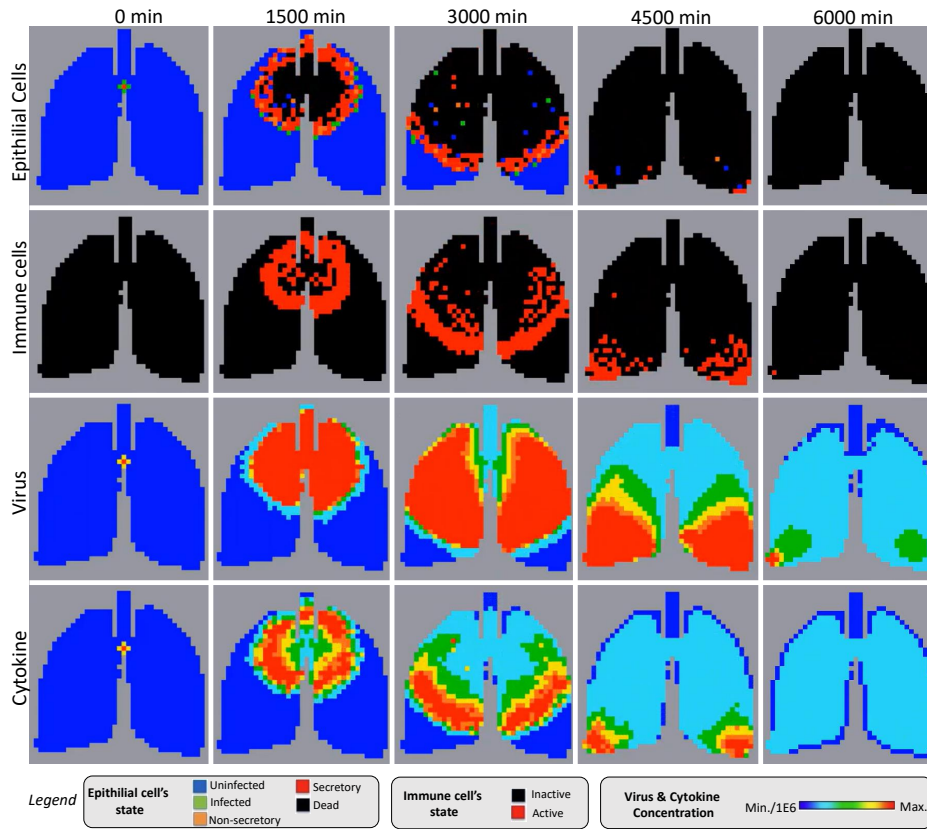 0 min 1500 min 3000 min 4500 min 6000 min
Epithilial Cells
Immune cells
Virus
Cytokine
Legend
Epithilial cell's state
Uninfected
Infected
Non-secretory
Secretory
Dead
Immune cell's state
Inactive
Active
Virus & Cytokine Concentration
Min./1E6 Max.